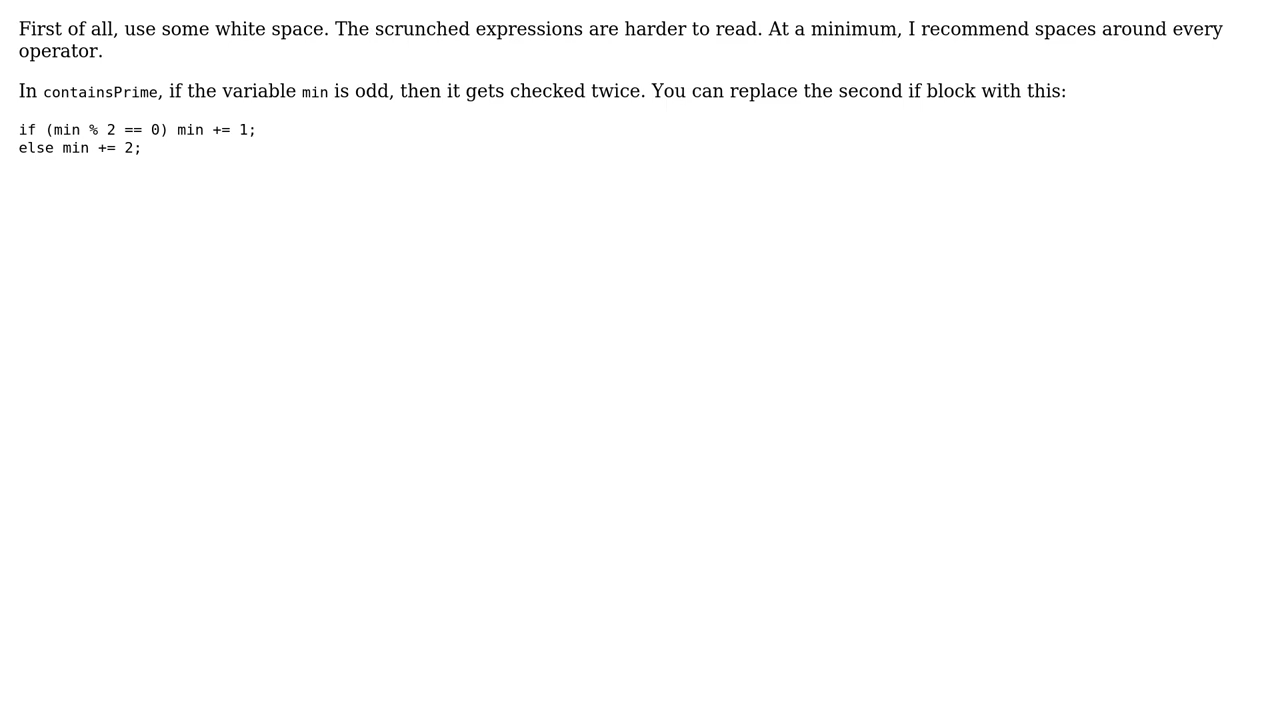 First of all, use some white space. The scrunched expressions are harder to read. At a minimum, I recommend spaces around every
operator.
In containsPrime, if the variable min is odd, then it gets checked twice. You can replace the second if block with this:
if (min % 2 == 0) min += 1;
else min += 2;